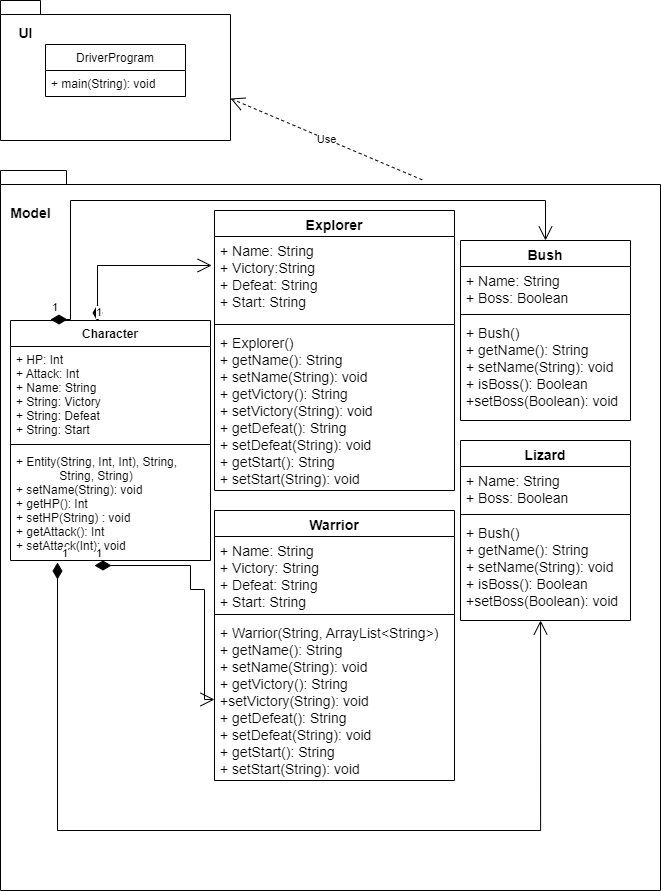 UI
DriverProgram
+ main(String): void
Use
Model
1
1
Character
+ HP: Int
+ Attack: Int
+ Name: String
+ String: Victory
+ String: Defeat
+ String: Start
+ Entity(String, Int, Int), String,
String, String)
+ setName(String): void
+ getHP(): Int
+ setHP(String) : void
+ getAttack(): Int
+ setAttack(Int): void
1
1
Explorer
+ Name: String
+ Victory:String
+ Defeat: String
+ Start: String
+ Explorer()
+ getName(): String
+ setName(String): void
+ getVictory(): String
+ setVictory(String): void
+ getDefeat(): String
+ setDefeat(String): void
+ getStart(): String
+ setStart(String): void
Warrior
+ Name: String
+ Victory: String
+ Defeat: String
+ Start: String
+ Warrior(String, ArrayList<String>)
+ getName(): String
+ setName(String): void
+ getVictory(): String
+setVictory(String): void
+ getDefeat(): String
+ setDefeat(String): void
+ getStart(): String
+ setStart(String): void
Bush
+ Name: String
+ Boss: Boolean
+ Bush()
+ getName(): String
+ setName(String): void
+ isBoss(): Boolean
+setBoss(Boolean): void
Lizard
+ Name: String
+ Boss: Boolean
+ Bush()
+ getName(): String
+ setName(String): void
+ isBoss(): Boolean
+setBoss(Boolean): void